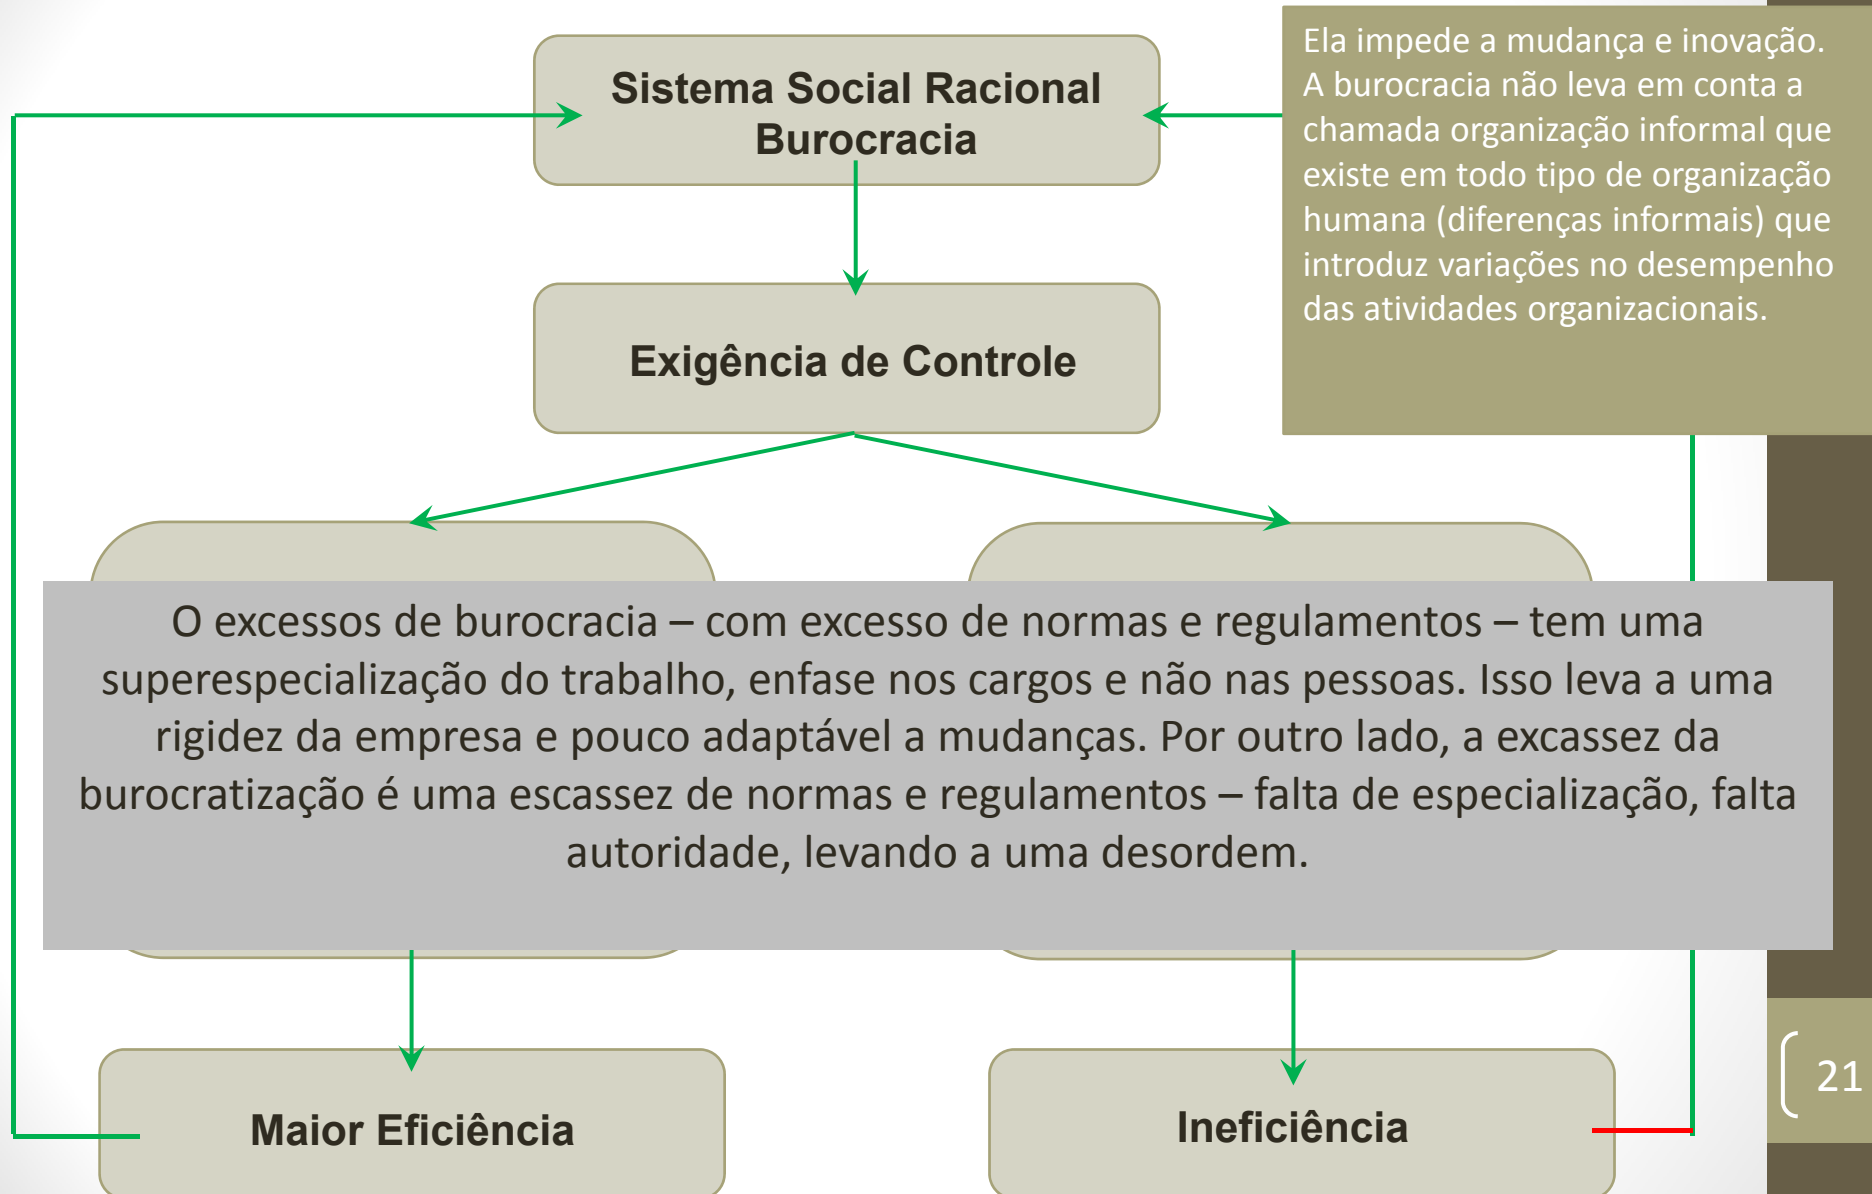 Sistema Social Racional
Burocracia
Ela impede a mudança e inovação.
A burocracia não leva em conta a
chamada organização informal que
existe em todo tipo de organização
humana (diferenças informais) que
introduz variações no desempenho
das atividades organizacionais.
Exigência de Controle
O excessos de burocracia – com excesso de normas e regulamentos – tem uma
superespecialização do trabalho, enfase nos cargos e não nas pessoas. Isso leva a uma
rigidez da empresa e pouco adaptável a mudanças. Por outro lado, a excassez da
burocratização é uma escassez de normas e regulamentos – falta de especialização, falta
autoridade, levando a uma desordem.
Maior Eficiência
Ineficiência
21